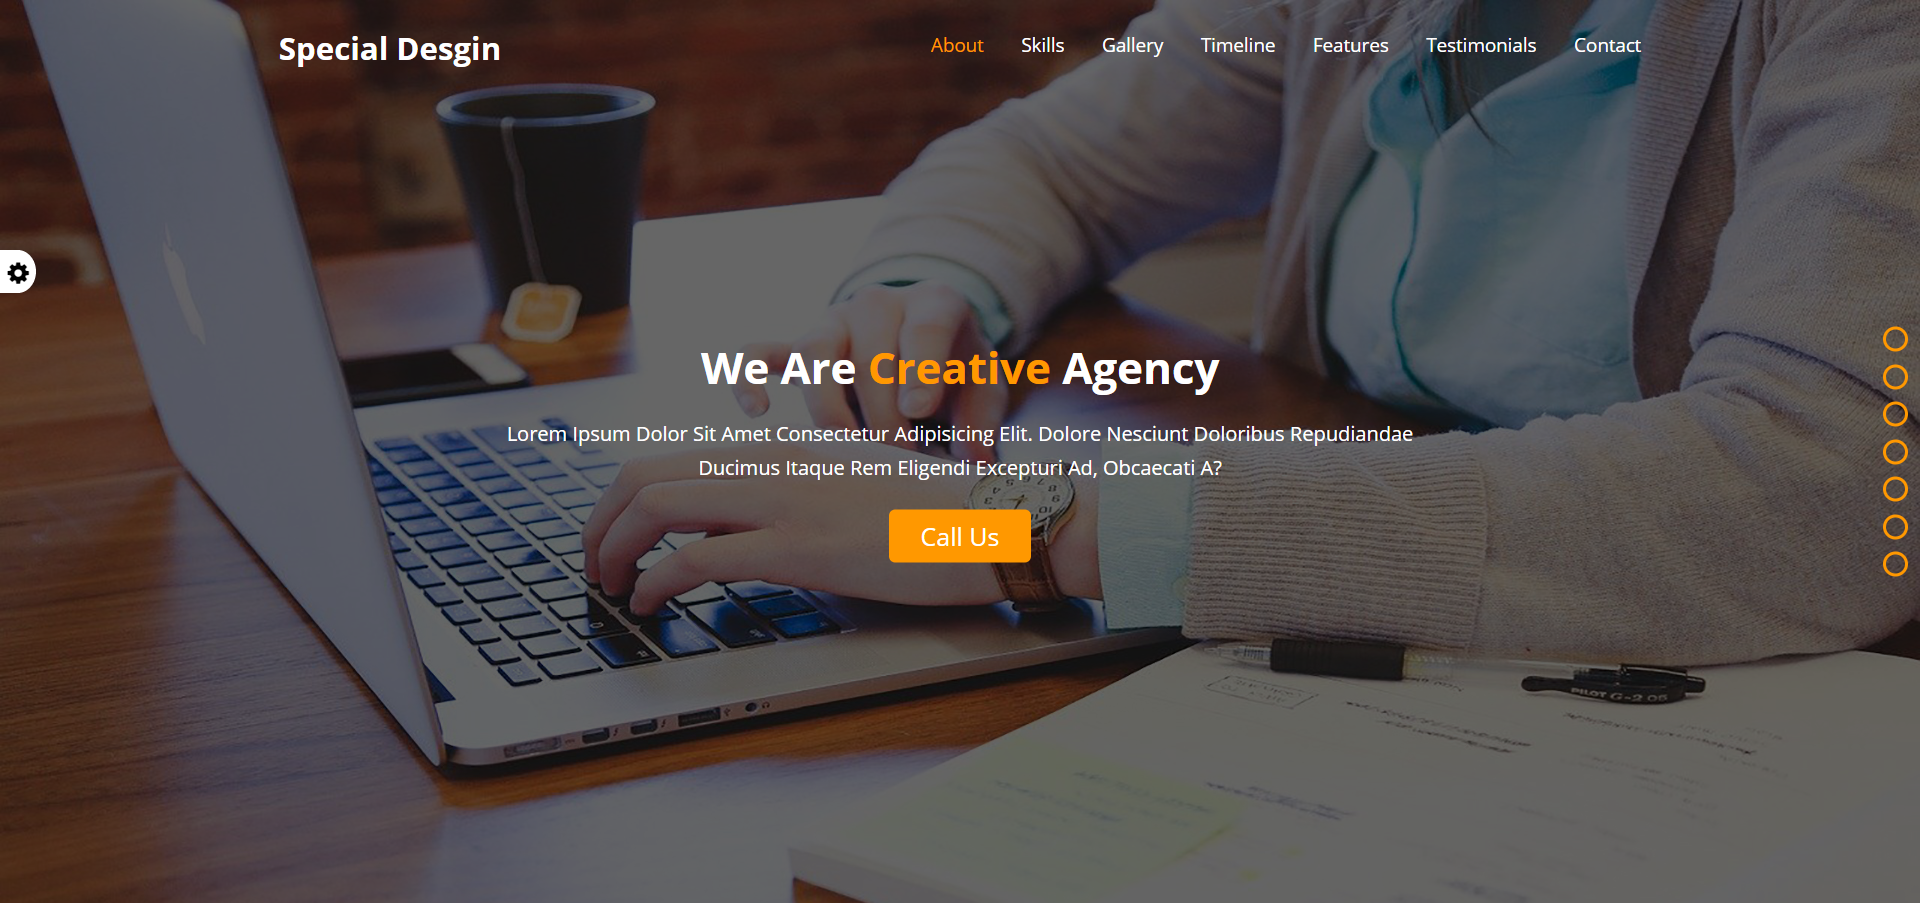 Special Desgin
About
Skills
Gallery
Timeline
Features
Testimonials
Contact
We Are Creative Agency
Lorem Ipsum Dolor Sit Amet Consectetur Adipisicing Elit. Dolore Nesciunt Doloribus Repudiandae
Ducimus Itaque Rem Eligendi Excepturi Ad, Obcaecati A?
Call Us
PILOT G-2 05